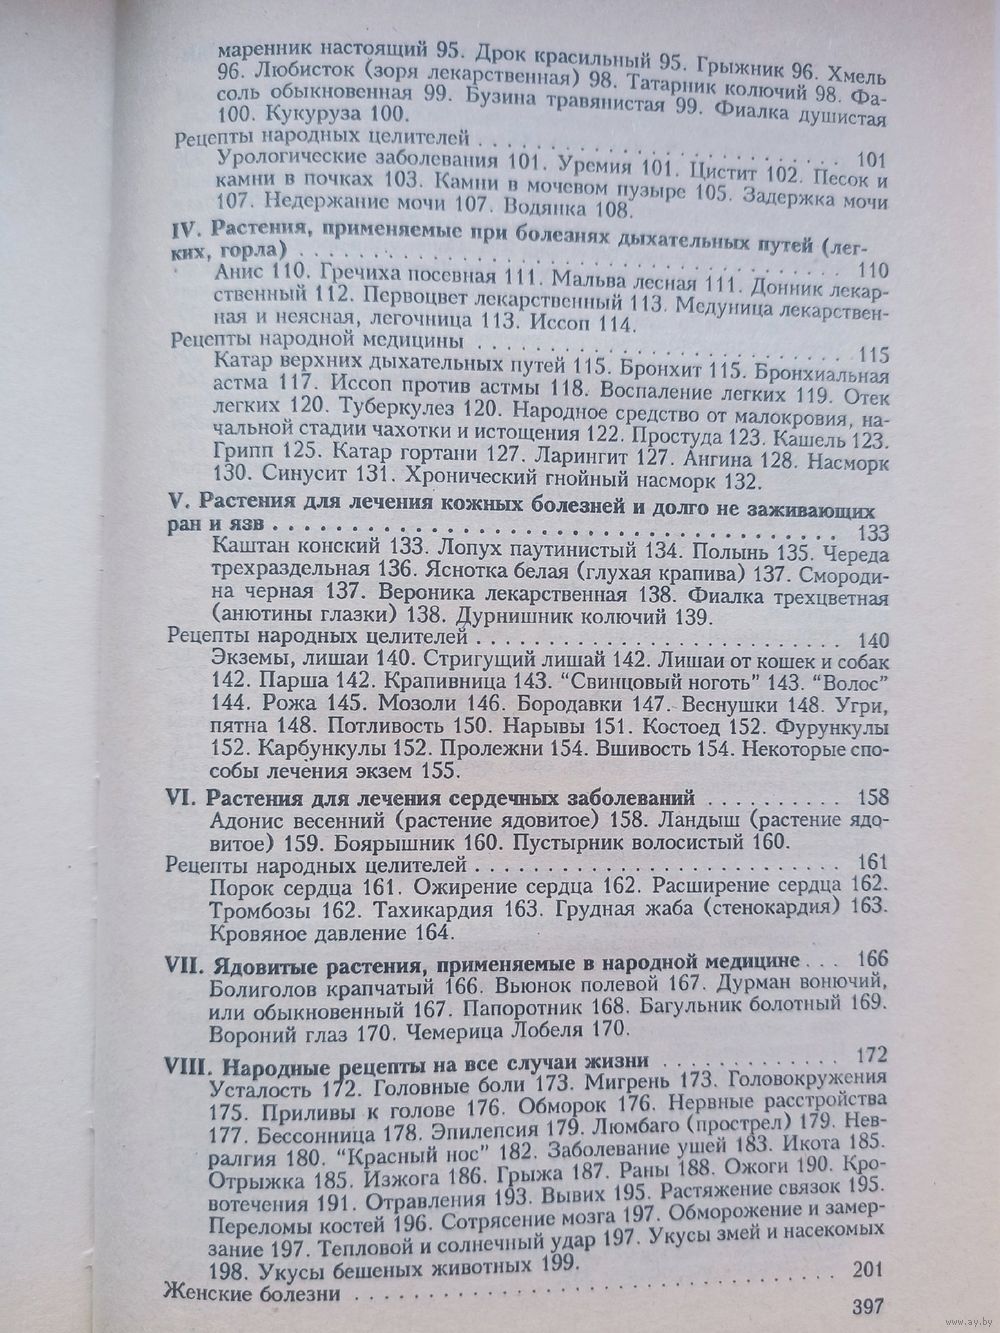 маренник настоящий 95. Дрок красильный 95. Грыжник 96. Хмель
96. Любисток (зоря лекарственная) 98. Татарник колючий 98. Фа-
соль обыкновенная 99. Бузина травянистая 99. Фиалка душистая
100. Кукуруза 100.
Рецепты народных целителей . . . . . . . . . . . . . . . . . . . . . . 101
Урологические заболевания 101. Уремия 101. Цистит 102. Песок и
камни в почках 103. Камни в мочевом пузыре 105. Задержка мочи
107. Недержание мочи 107. Водянка 108.
IV. Растения, применяемые при болезнях дыхательных путей (лег-
ких, горла) . . . . . . . . . . . . . . . . . . . . . . . . . . . . . . 110
Анис 110. Гречиха посевная 111. Мальва лесная 111. Донник лекар-
ственный 112. Первоцвет лекарственный 113. Медуница лекарствен-
ная и неясная, легочница 113. Иссоп 114.
Рецепты народной медицины . . . . . . . . . . . . . . . . . . . . . . 115
Катар верхних дыхательных путей 115. Бронхит 115. Бронхиальная
астма 117. Иссоп против астмы 118. Воспаление легких 119. Отек
легких 120. Туберкулез 120. Народное средство от малокровия, на-
чальной стадии чахотки и истощения 122. Простуда 123. Кашель 123.
Грипп 125. Катар гортани 127. Ларингит 127. Ангина 128. Насморк
130. Синусит 131. Хронический гнойный насморк 132.
V. Растения для лечения кожных болезней и долго не заживающих
ран и язв . . . . . . . . . . . . . . . . . . . . . . . . . . . . . . . 133
Каштан конский 133. Лопух паутинистый 134. Полынь 135. Череда
трехраздельная 136. Яснотка белая (глухая крапива) 137. Смороди-
на черная 137. Вероника лекарственная 138. Фиалка трехцветная
(анютины глазки) 138. Дурнишник колючий 139.
Рецепты народных целителей . . . . . . . . . . . . . . . . . . . . . . 140
Экземы, лишаи 140. Стригущий лишай 142. Лишаи от кошек и собак
142. Парша 142. Крапивница 143. “Свинцовый ноготь” 143. “Волос”
144. Рожа 145. Мозоли 146. Бородавки 147. Веснушки 148. Угри,
пятна 148. Потливость 150. Нарывы 151. Костоед 152. Фурункулы
152. Карбункулы 152. Пролежни 154. Вшивость 154. Некоторые спо-
собы лечения экзем 155.
VI. Растения для лечения сердечных заболеваний . . . . . . . . . . 158
Адонис весенний (растение ядовитое) 158. Ландыш (растение ядо-
витое) 159. Боярышник 160. Пустырник волосистый 160.
Рецепты народных целителей . . . . . . . . . . . . . . . . . . . . . . 161
Порок сердца 161. Ожирение сердца 162. Расширение сердца 162.
Тромбозы 162. Тахикардия 163. Грудная жаба (стенокардия) 163.
Кровяное давление 164.
VII. Ядовитые растения, применяемые в народной медицине . . . 166
Болиголов крапчатый 166. Вьюнок полевой 167. Дурман вонючий,
или обыкновенный 167. Папоротник 168. Багульник болотный 169.
Вороний глаз 170. Чемерица Лобеля 170.
VIII. Народные рецепты на все случаи жизни . . . . . . . . . . . . 172
Усталость 172. Головные боли 173. Мигрень 173. Головокружения
175. Приливы к голове 176. Обморок 176. Нервные расстройства
177. Бессонница 178. Эпилепсия 179. Люмбаго (прострел) 179. Нев-
ралгия 180. “Красный нос” 182. Заболевание ушей 183. Икота 185.
Отрыжка 185. Изжога 186. Грыжа 187. Раны 188. Ожоги 190. Кро-
вотечения 191. Отравления 193. Вывих 195. Растяжение связок 195.
Переломы костей 196. Сотрясение мозга 197. Обморожение и замер-
зание 197. Тепловой и солнечный удар 197. Укусы змей и насекомых
198. Укусы бешеных животных 199.
Женские болезни . . . . . . . . . . . . . . . . . . . . . . . . . . . . 201
397
www.ay.by